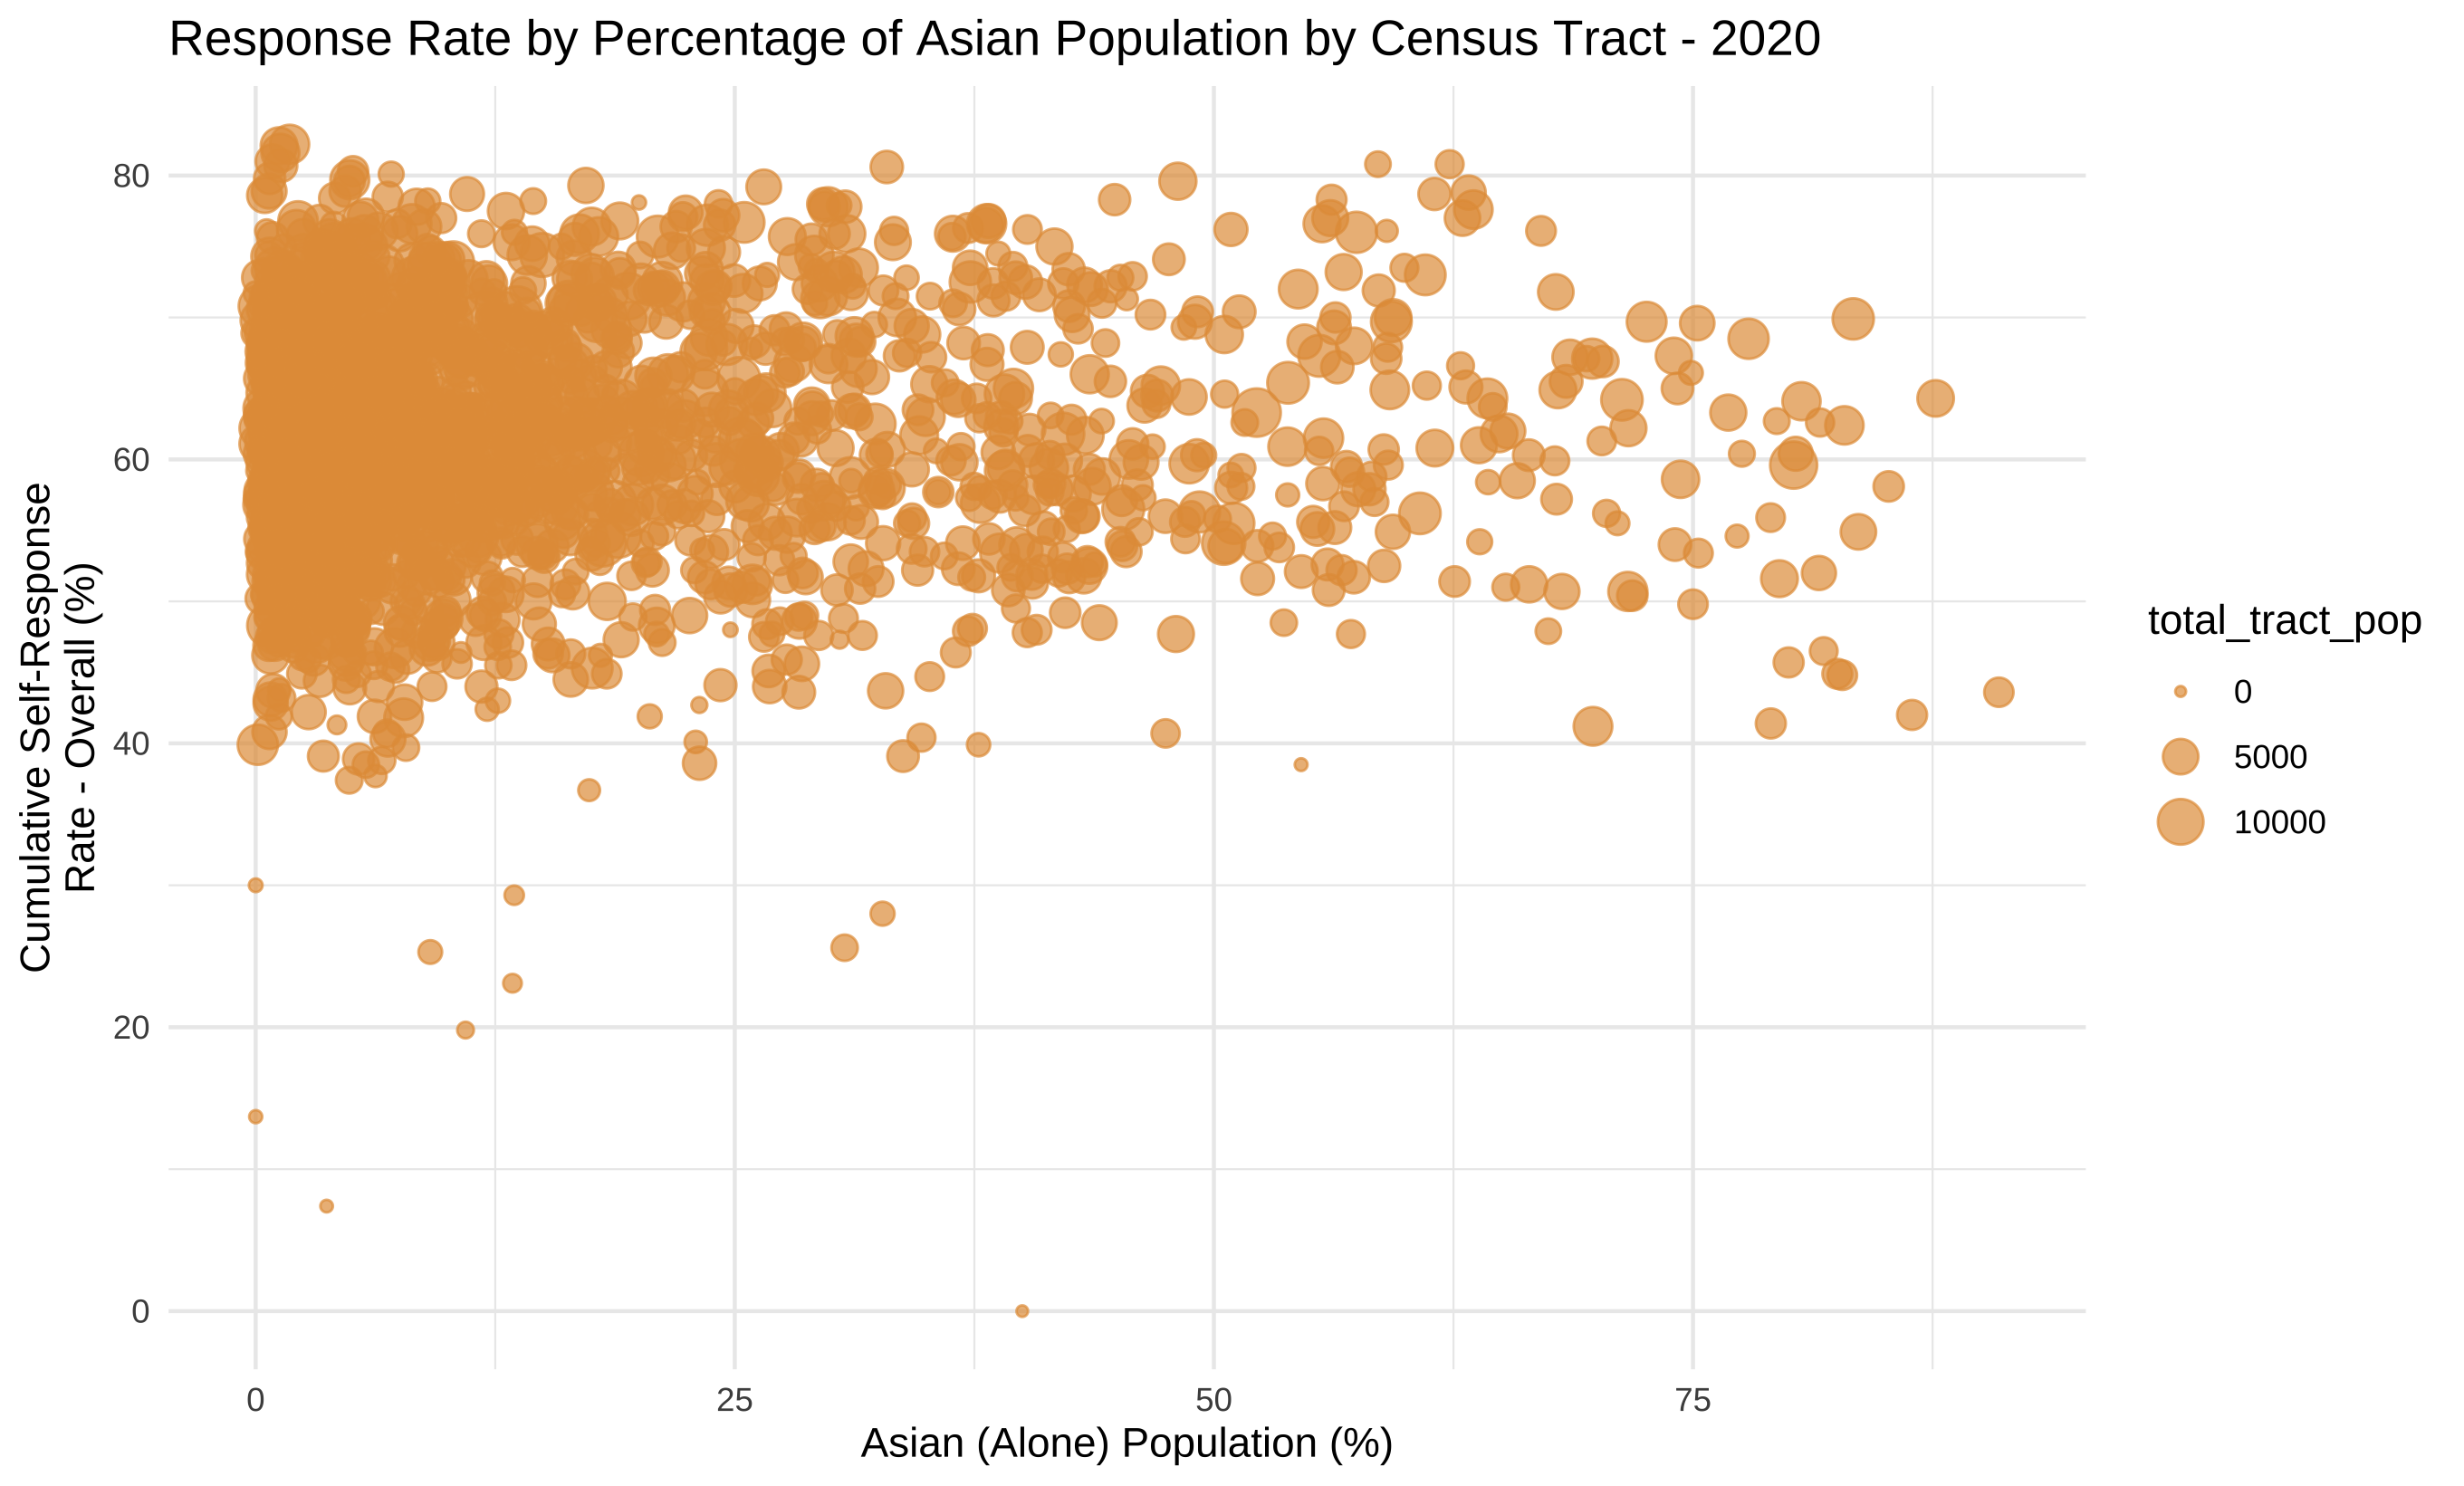 Response Rate by Percentage of Asian Population by Census Tract - 2020
Cumulative Self-Response
Rate - Overall (%)
80
60
40
20
0
0
25
50
75
Asian (Alone) Population (%)
total_tract_pop
0
5000
10000